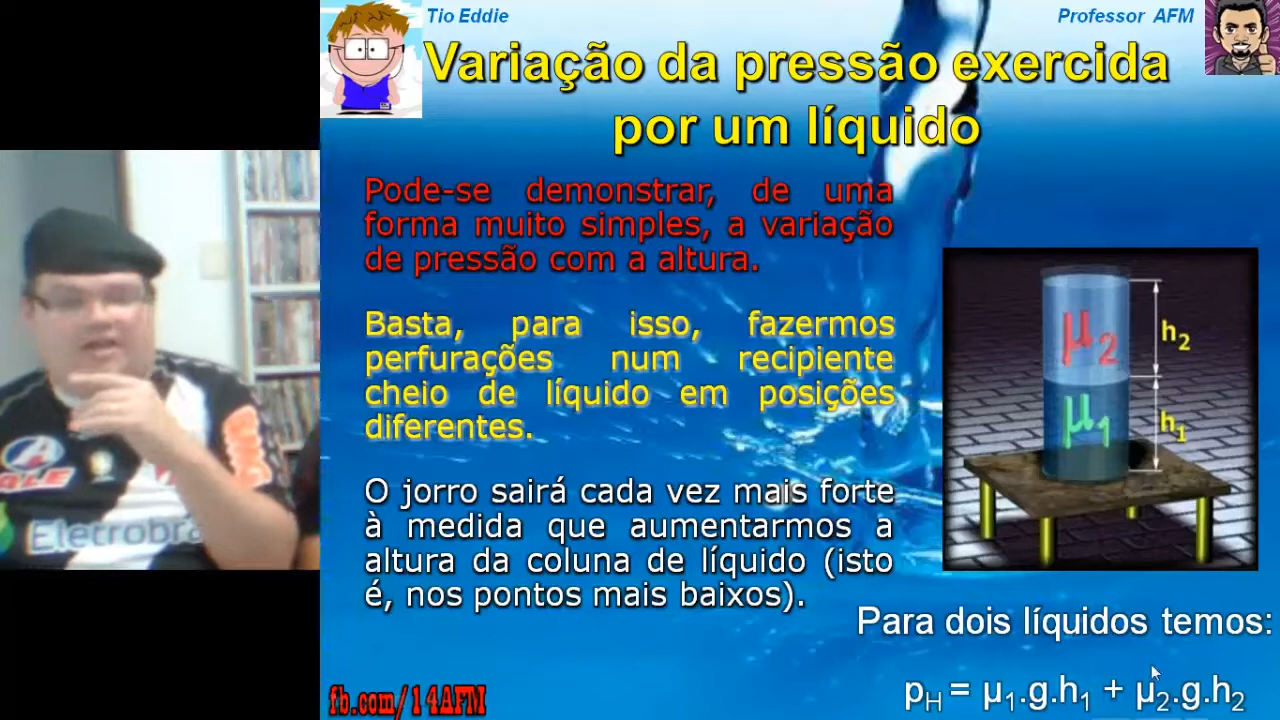 Tio Eddie
Professor AFM
Variação da pressão exercida
por um líquido
Pode-se demonstrar, de uma
forma muito simples, a variação
de pressão com a altura.
Basta, para isso, fazermos
perfurações num recipiente
cheio de líquido em posições
diferentes.
O jorro sairá cada vez mais forte
à medida que aumentarmos a
altura da coluna de líquido (isto
é, nos pontos mais baixos).
μ2
h2
μ1
h1
Para dois líquidos temos:
pH = μ1.g.h1 + μ2.g.h2
fb.com/14AFM
ALE
Eletrobra